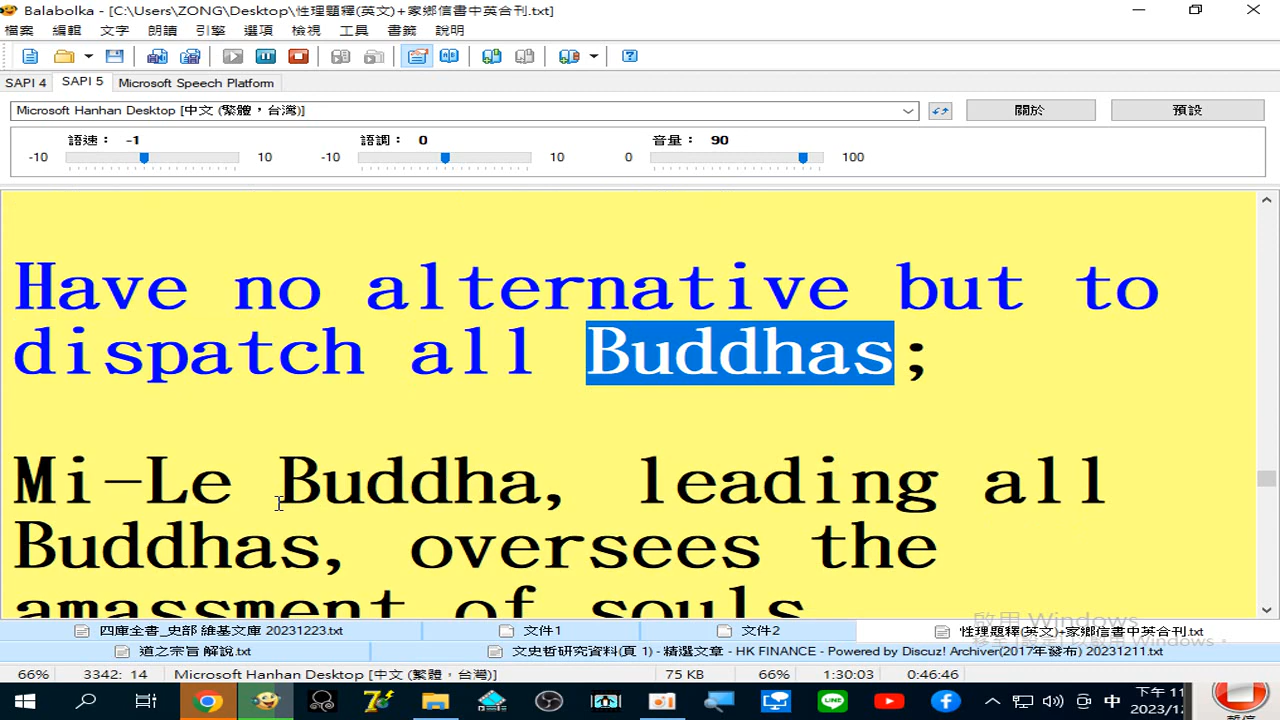 Balabolka - [C:\Users\ZONG\Desktop\性理題釋(英文)+家鄉信書中英合刊.txt]
檔案 編輯 文字 朗讀 引擎 選項 檢視 工具 書籤 說明
SAPI 4 SAPI 5 Microsoft Speech Platform
Microsoft Hanhan Desktop [中文 (繁體，台灣)] 關於 預設
語速： -1 語調： 0 音量： 90
-10 10 -10 10 0 100
Have no alternative but to
dispatch all Buddhas;
Mi-Le Buddha, leading all
Buddhas, oversees the
amassment of souls
啟用 Windows
四庫全書_史部 維基文庫 20231223.txt 文件1 文件2 性理題釋(英文)+家鄉信書中英合刊.txt
道之宗旨 解說.txt 文史哲研究資料(頁 1) - 精選文章 - HK FINANCE - Powered by Discuz! Archiver(2017年發布) 20231211.txt
66% 3342: 14 Microsoft Hanhan Desktop [中文 (繁體，台灣)] 75 KB 66% 1:30:03 0:46:46
中 下午 11
2023/12